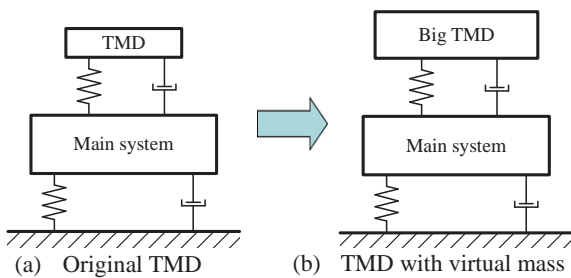 TMD
Main system
(a) Original TMD
Big TMD
Main system
(b) TMD with virtual mass